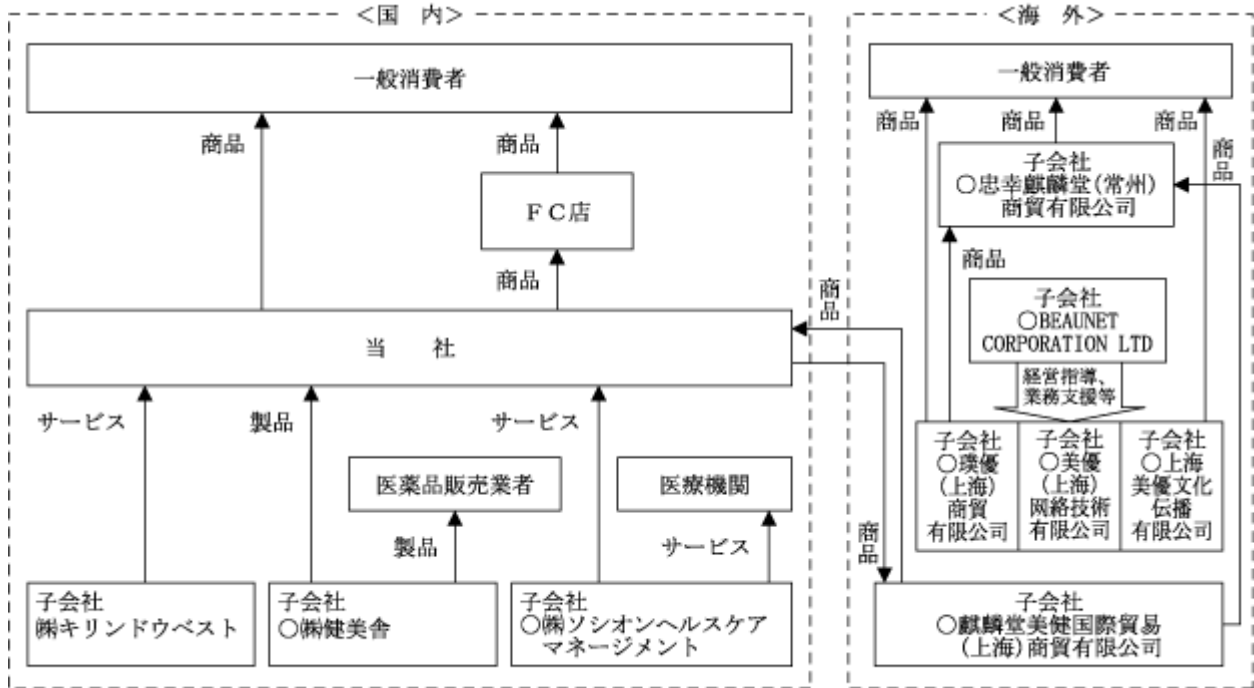 ＜国　内＞
一般消費者
商品
商品
ＦＣ店
商品
当　　社
サービス
製品
サービス
医薬品販売業者
医療機関
製品
サービス
子会社
㈱キリンドウベスト
子会社
○㈱健美舎
子会社
○㈱ソシオンヘルスケア
マネージメント
商品
商品
＜海　外＞
一般消費者
商品
商品
商品
商品
子会社
○忠幸麒麟堂(常州)
商貿有限公司
商品
子会社
○BEAUNET
CORPORATION LTD
経営指導、
業務支援等
子会社
○璞優
(上海)
商貿
有限公司
子会社
○美優
(上海)
网絡技術
有限公司
子会社
○上海
美優文化
伝播
有限公司
子会社
○麒麟堂美健国際貿易
(上海)商貿有限公司